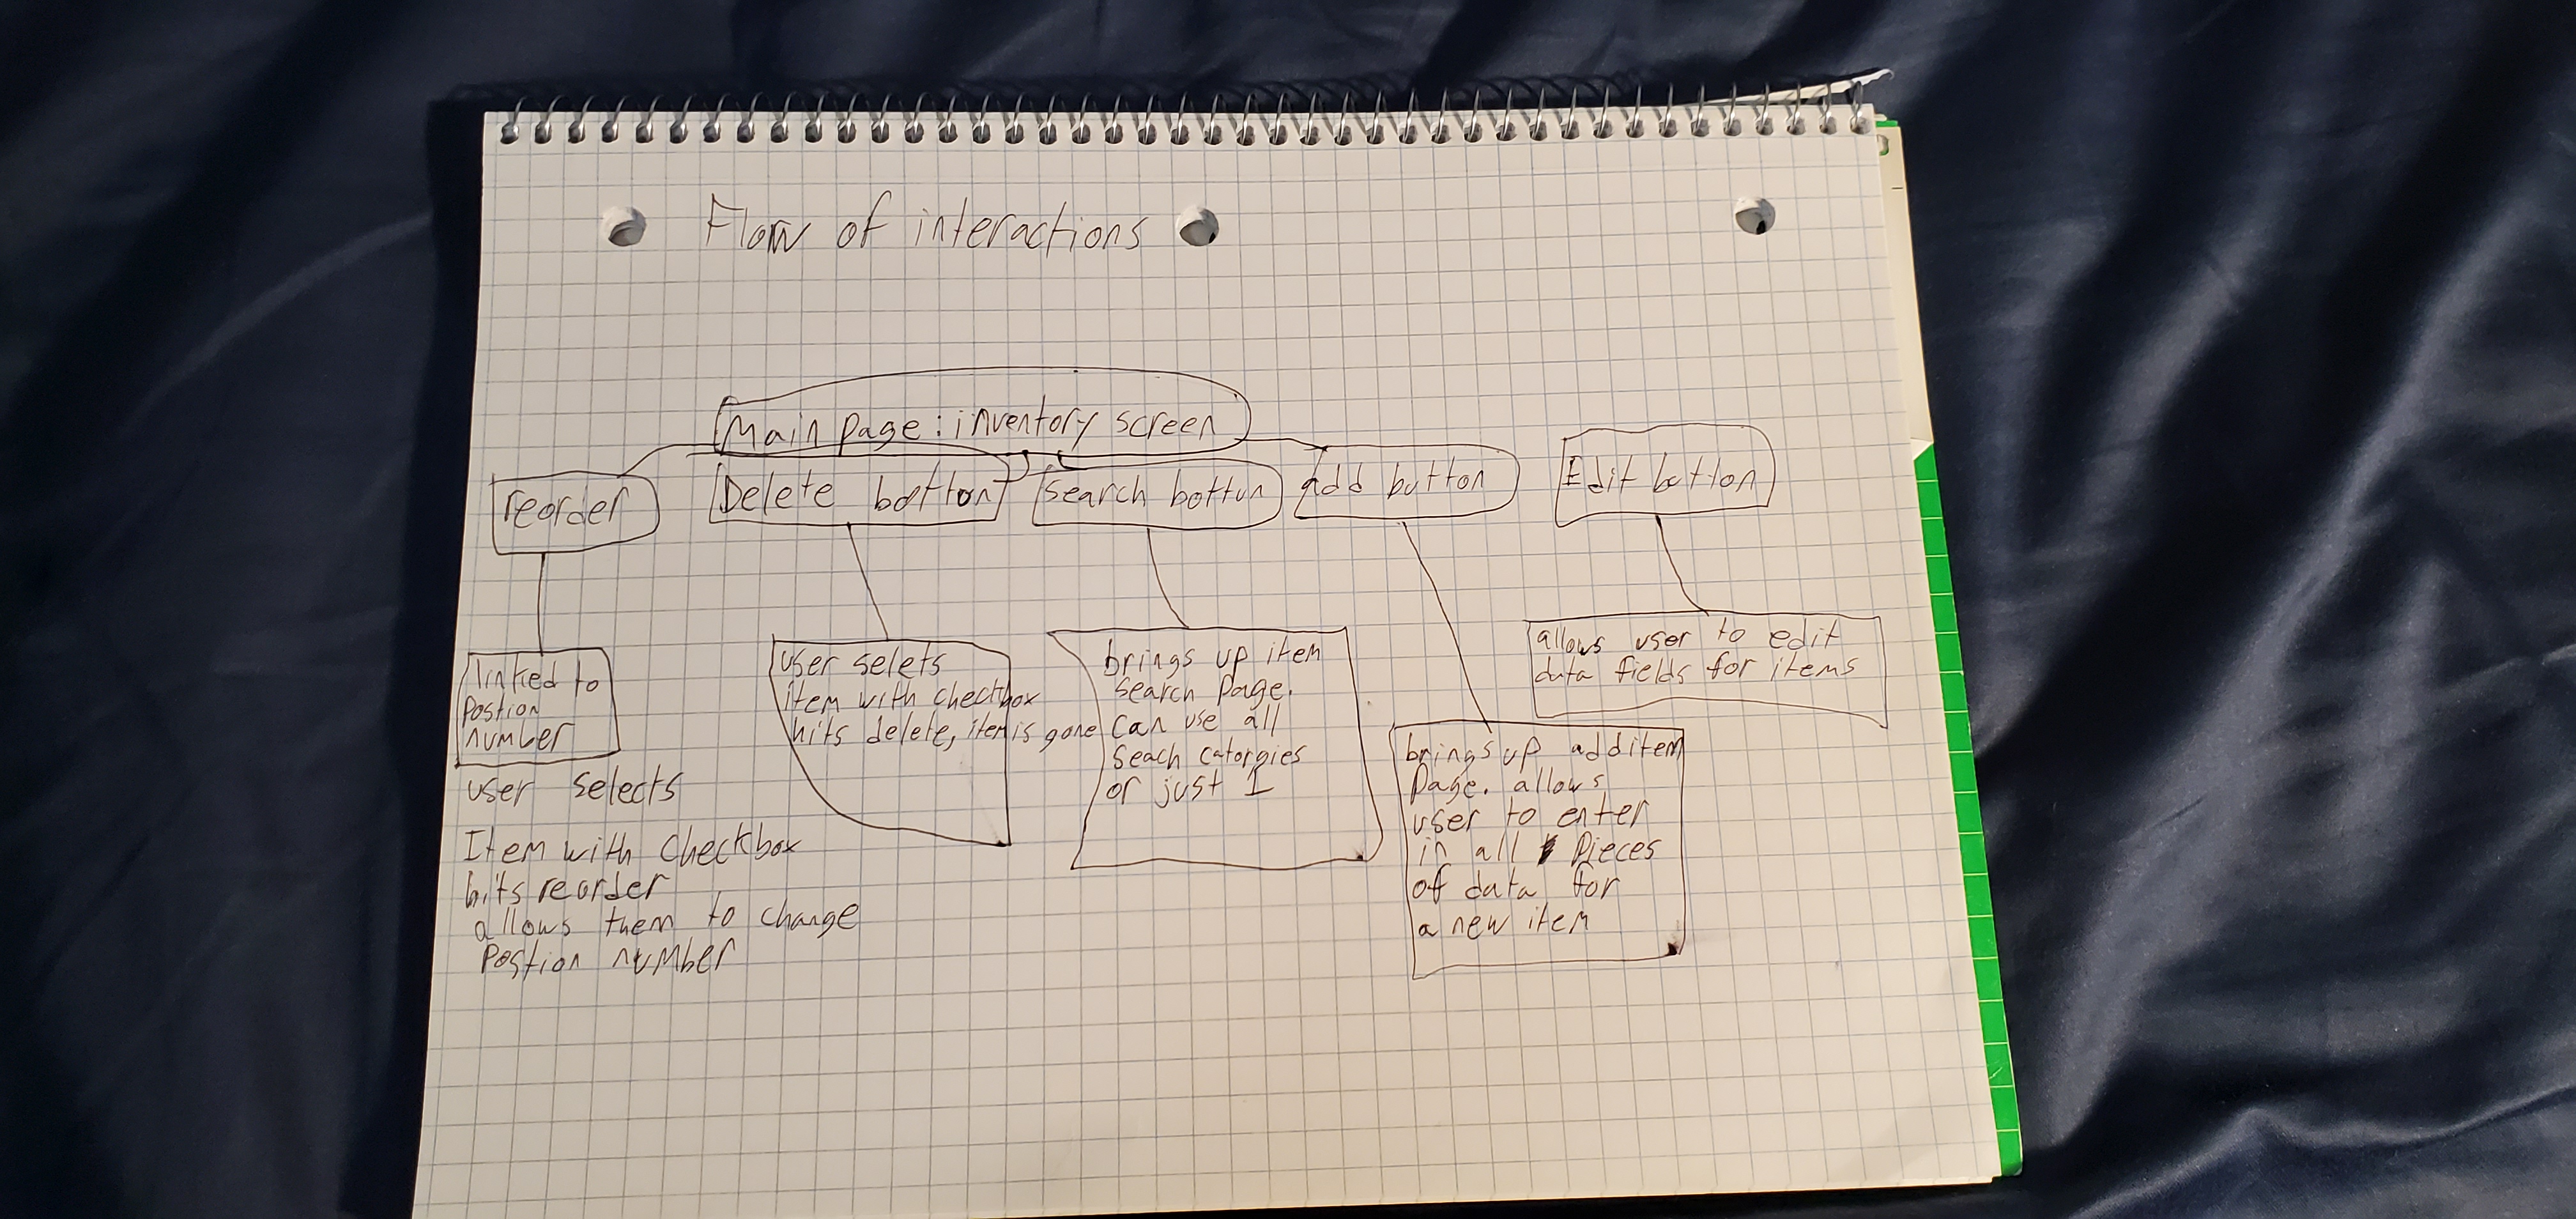 Flow of interactions
Main page: inventory screen
reorder
Delete botton
search botton
Add button
Edit button
linked to
Postion
number
user selects
Item with checkbox
hits reorder
allows them to change
Postion number
user selets
item with checkbox
hits delete, item is gone
brings up item
search page.
can use all
seach catorgies
or just 1
brings up add item
page. allows
user to enter
in all pieces
of data for
a new item
allows user to edit
data fields for items